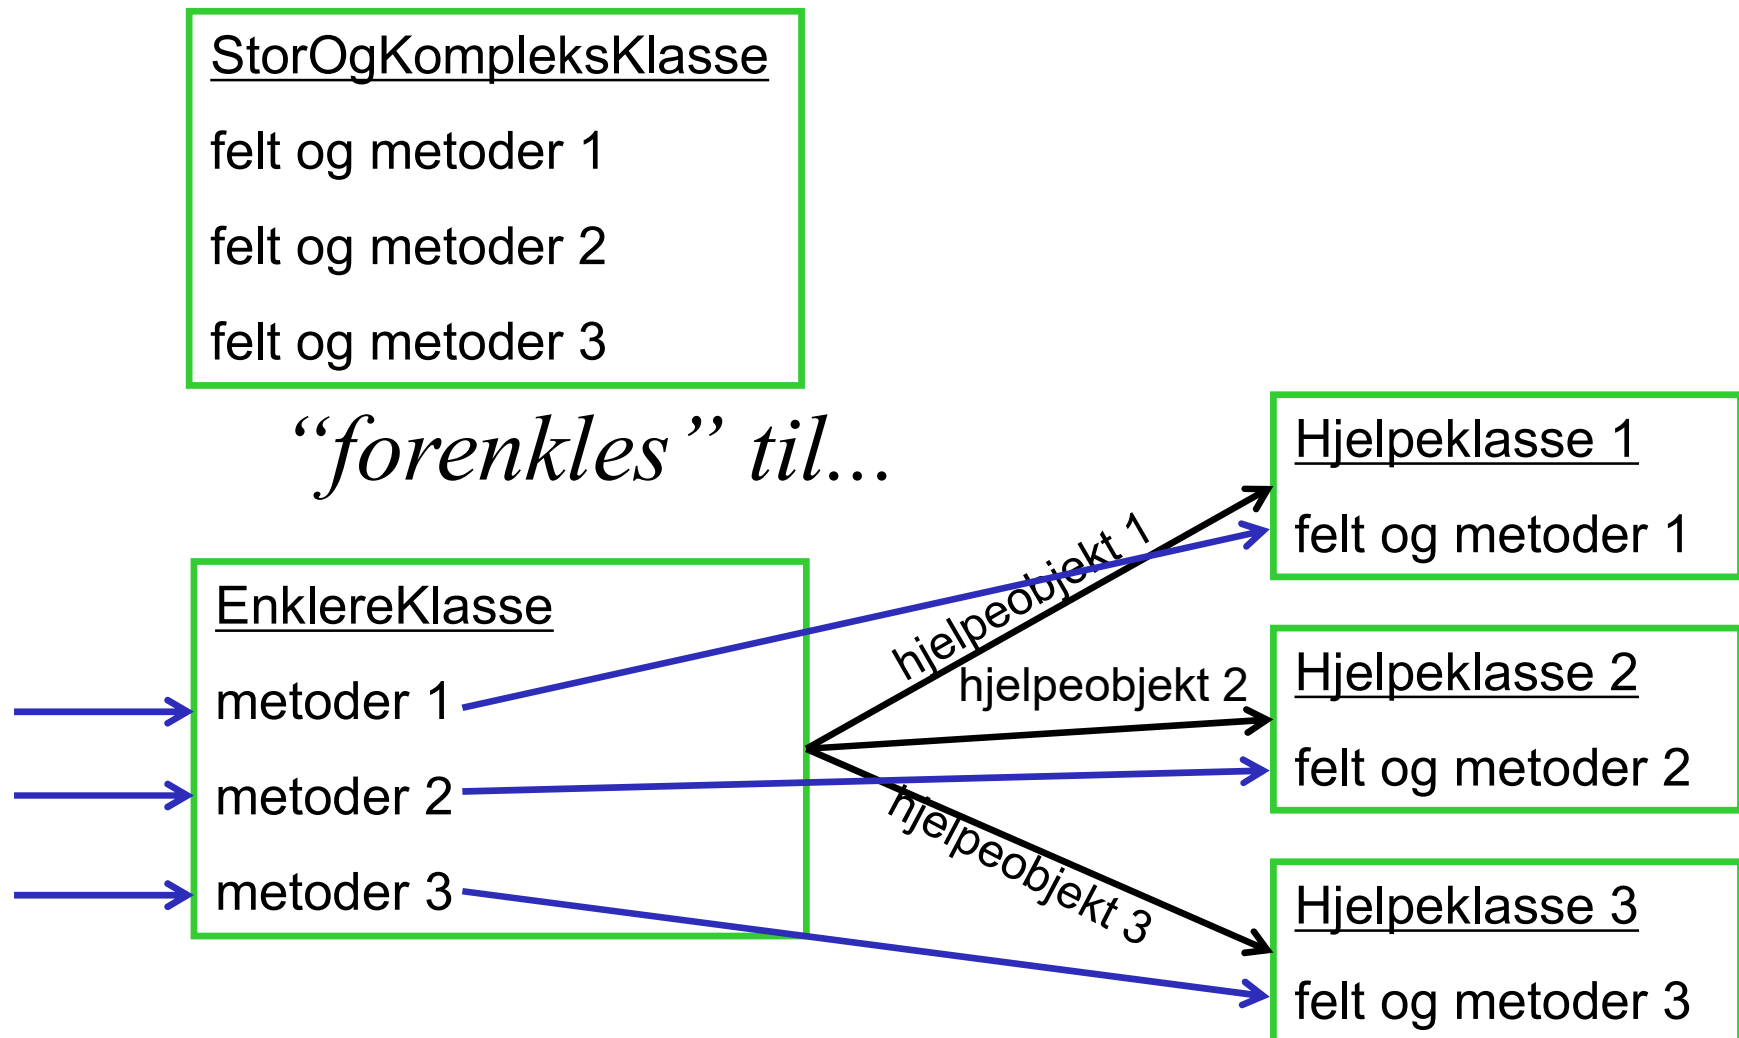 StorOgKompleksKlasse
felt og metoder 1
felt og metoder 2
felt og metoder 3
“forenkles” til...
EnklereKlasse
metoder 1
metoder 2
metoder 3
hjelpeobjekt 1
hjelpeobjekt 2
hjelpeobjekt 3
Hjelpeklasse 1
felt og metoder 1
Hjelpeklasse 2
felt og metoder 2
Hjelpeklasse 3
felt og metoder 3